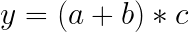 y = (a + b) * c